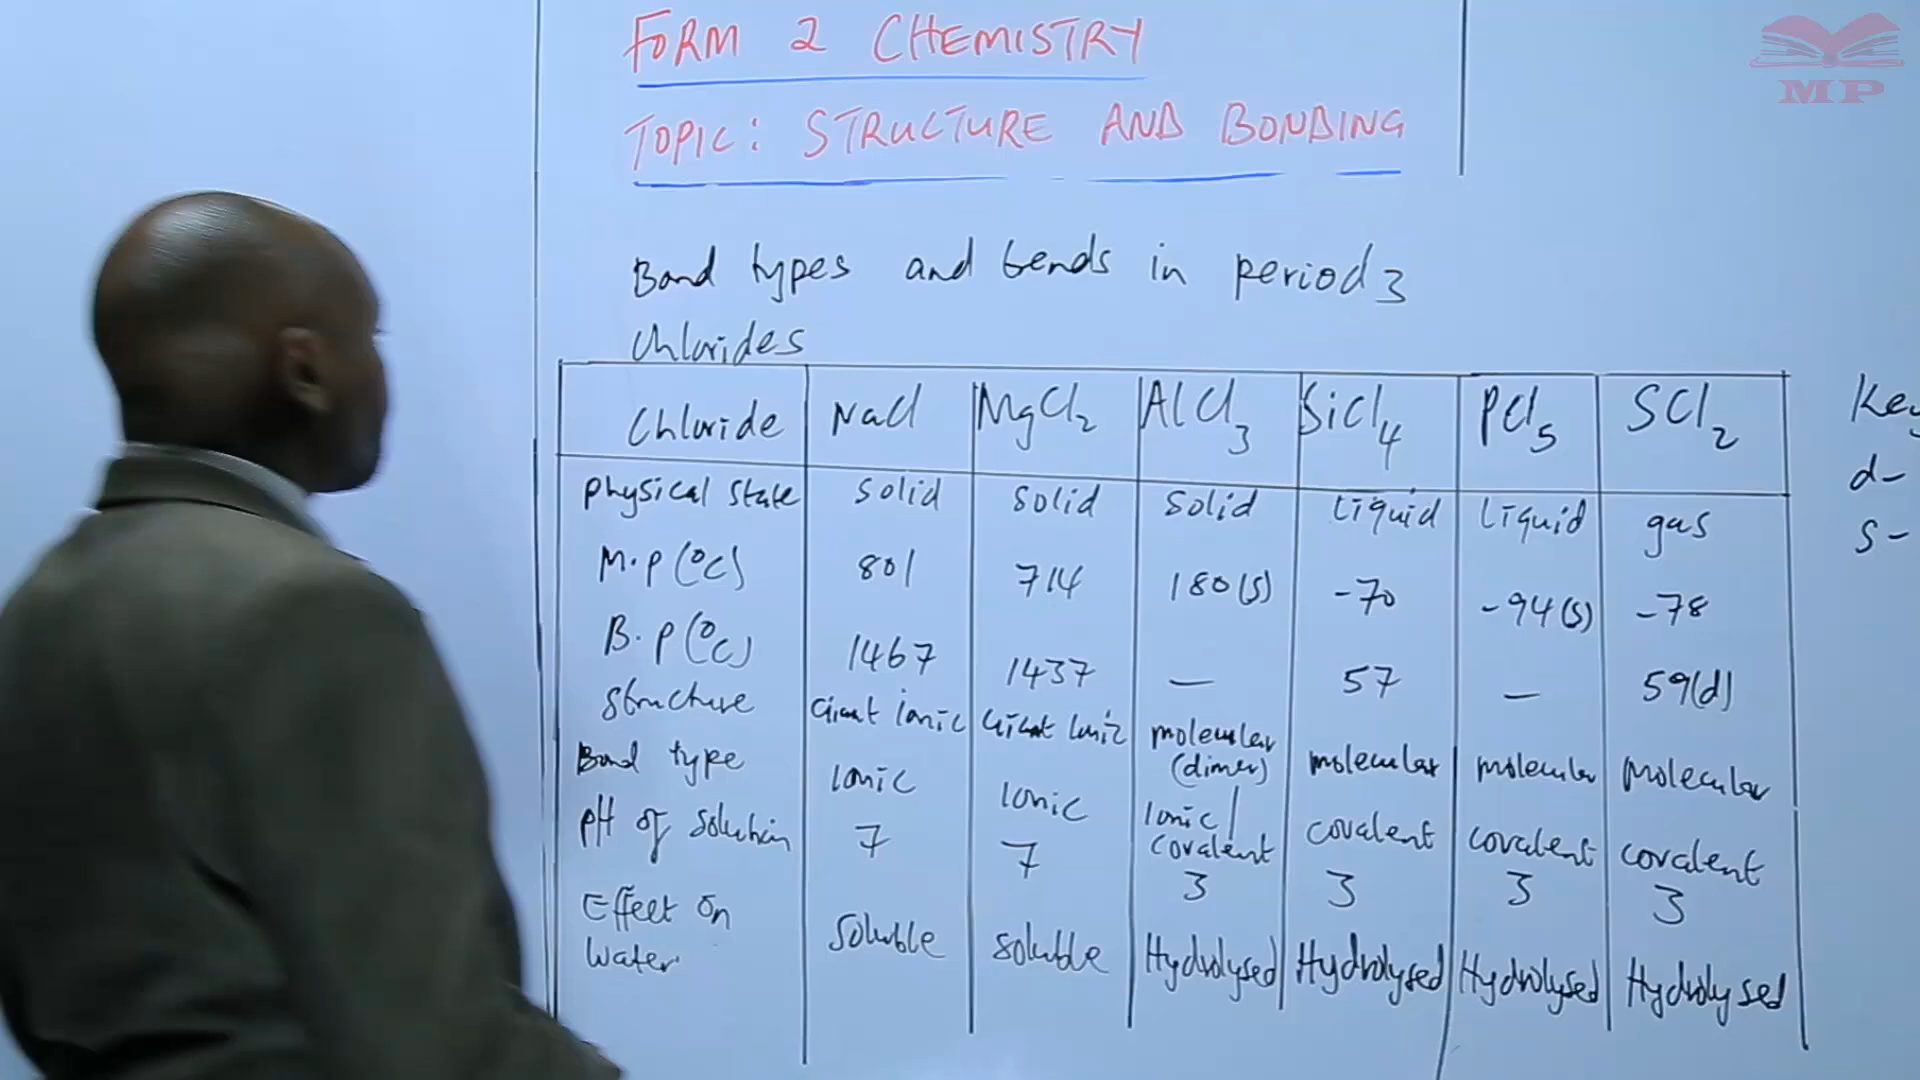 FORM 2 CHEMISTRY
TOPIC: STRUCTURE AND BONDING
MP
Bond types and trends in period 3
chlorides
Chloride NaCl MgCl2 AlCl3 SiCl4 PCl5 SCl2
Physical state solid solid solid Liquid Liquid gas
M.P (°C) 801 714 180(s) -70 -94(s) -78
B.P (°C) 1467 1437 — 57 — 59(d)
Structure Giant Ionic Giant Ionic molecular (dimer) molecular molecular Molecular
Bond type Ionic Ionic Ionic/ covalent covalent covalent covalent
pH of solution 7 7 3 3 3 3
Effect on water Soluble soluble Hydrolysed Hydrolysed Hydrolysed Hydrolysed
Key
d-
s-